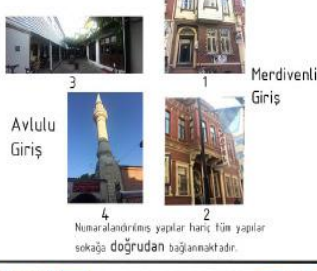 3
1
Merdivenli
Giriş
Avlulu
Giriş
4
2
Numaralandırılmış yapılar hariç tüm yapılar
sokağa doğrudan bağlanmaktadır.